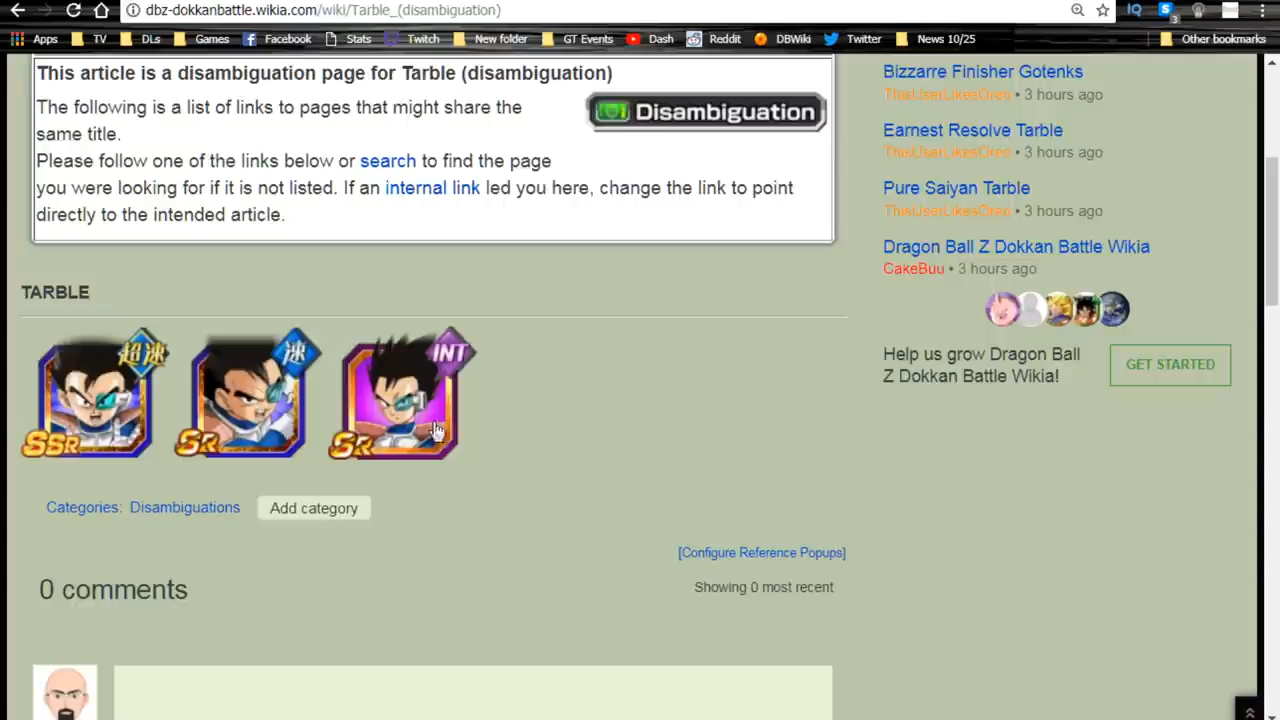 dbz-dokkanbattle.wikia.com/wiki/Tarble_(disambiguation)
IQ
S
3
Apps
TV
DLs
Games
Facebook
Stats
Twitch
New folder
GT Events
Dash
Reddit
DBWiki
Twitter
News 10/25
Other bookmarks
This article is a disambiguation page for Tarble (disambiguation)
The following is a list of links to pages that might share the
same title.
Disambiguation
Please follow one of the links below or search to find the page
you were looking for if it is not listed. If an internal link led you here, change the link to point
directly to the intended article.
Bizzarre Finisher Gotenks
ThisUserLikesOreo • 3 hours ago
Earnest Resolve Tarble
ThisUserLikesOreo • 3 hours ago
Pure Saiyan Tarble
ThisUserLikesOreo • 3 hours ago
Dragon Ball Z Dokkan Battle Wikia
CakeBuu • 3 hours ago
Help us grow Dragon Ball
Z Dokkan Battle Wikia!
GET STARTED
TARBLE
超速
速
INT
SSR
SR
SR
Categories: Disambiguations
Add category
[Configure Reference Popups]
0 comments
Showing 0 most recent